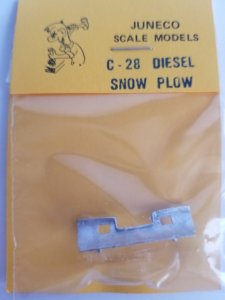 JUNECO
SCALE MODELS
C-28 DIESEL
SNOW PLOW